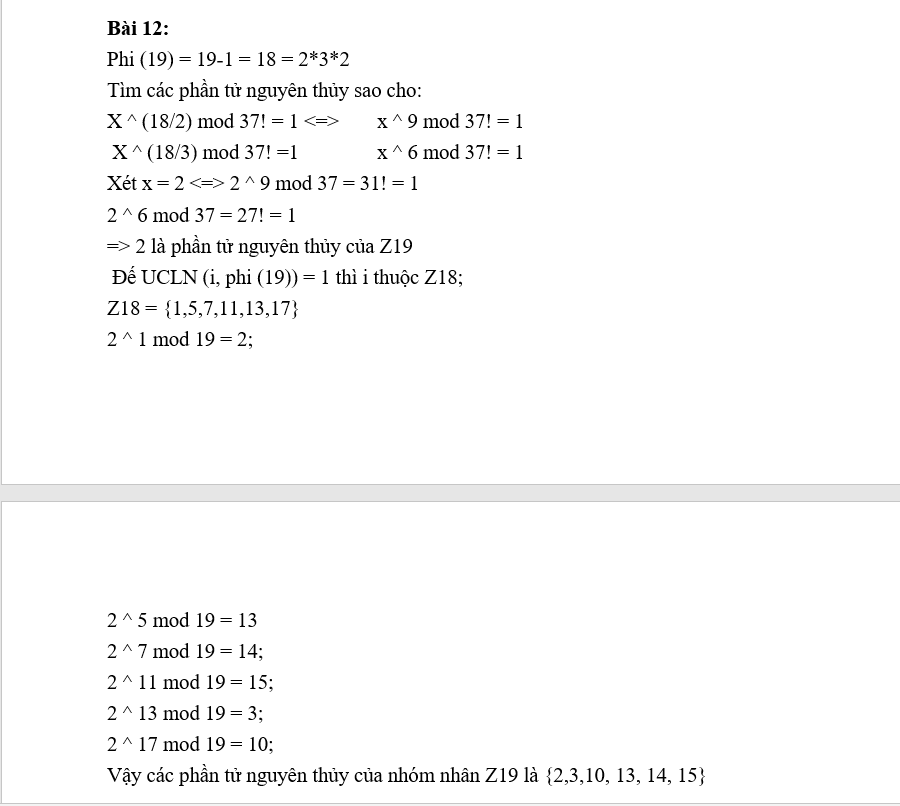 Bài 12:
Phi (19) = 19-1 = 18 = 2*3*2
Tìm các phần tử nguyên thủy sao cho:
X ^ (18/2) mod 37! = 1 <=> x ^ 9 mod 37! = 1
X ^ (18/3) mod 37! =1 x ^ 6 mod 37! = 1
Xét x = 2 <=> 2 ^ 9 mod 37 = 31! = 1
2 ^ 6 mod 37 = 27! = 1
=> 2 là phần tử nguyên thủy của Z19
Đế UCLN (i, phi (19)) = 1 thì i thuộc Z18;
Z18 = {1,5,7,11,13,17}
2 ^ 1 mod 19 = 2;
2 ^ 5 mod 19 = 13
2 ^ 7 mod 19 = 14;
2 ^ 11 mod 19 = 15;
2 ^ 13 mod 19 = 3;
2 ^ 17 mod 19 = 10;
Vậy các phần tử nguyên thủy của nhóm nhân Z19 là {2,3,10, 13, 14, 15}